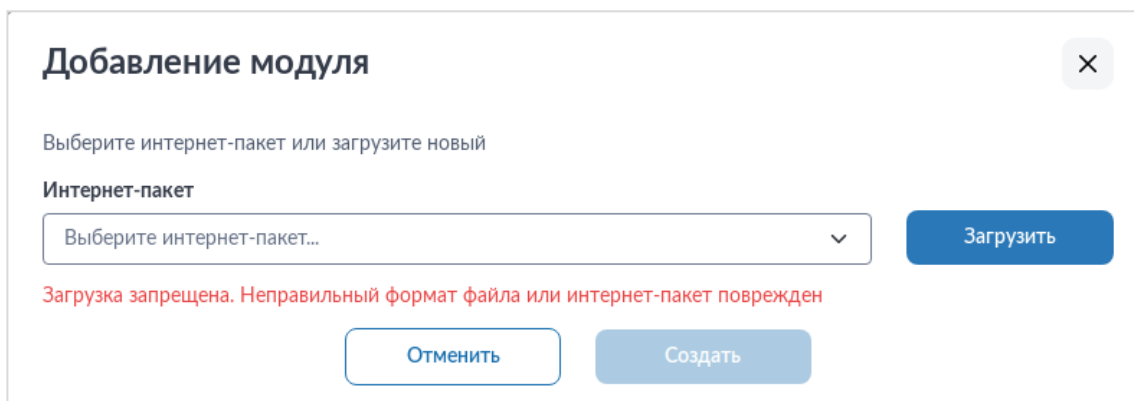 Добавление модуля
Выберите интернет-пакет или загрузите новый
Интернет-пакет
Выберите интернет-пакет...
Загрузить
Загрузка запрещена. Неправильный формат файла или интернет-пакет поврежден
Отменить
Создать